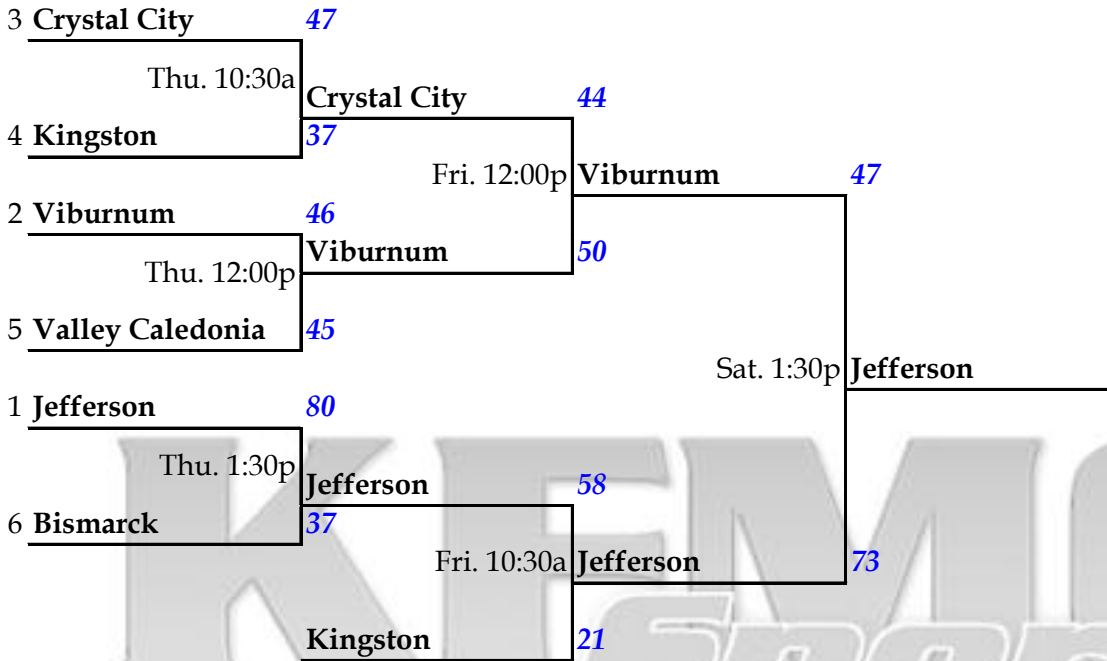 3 Crystal City 47
Thu. 10:30a
Crystal City 44
4 Kingston 37
Fri. 12:00p Viburnum 47
2 Viburnum 46
Viburnum 50
Thu. 12:00p
5 Valley Caledonia 45
Sat. 1:30p Jefferson
1 Jefferson 80
Thu. 1:30p
Jefferson 58
6 Bismarck 37
Fri. 10:30a Jefferson 73
Kingston 21